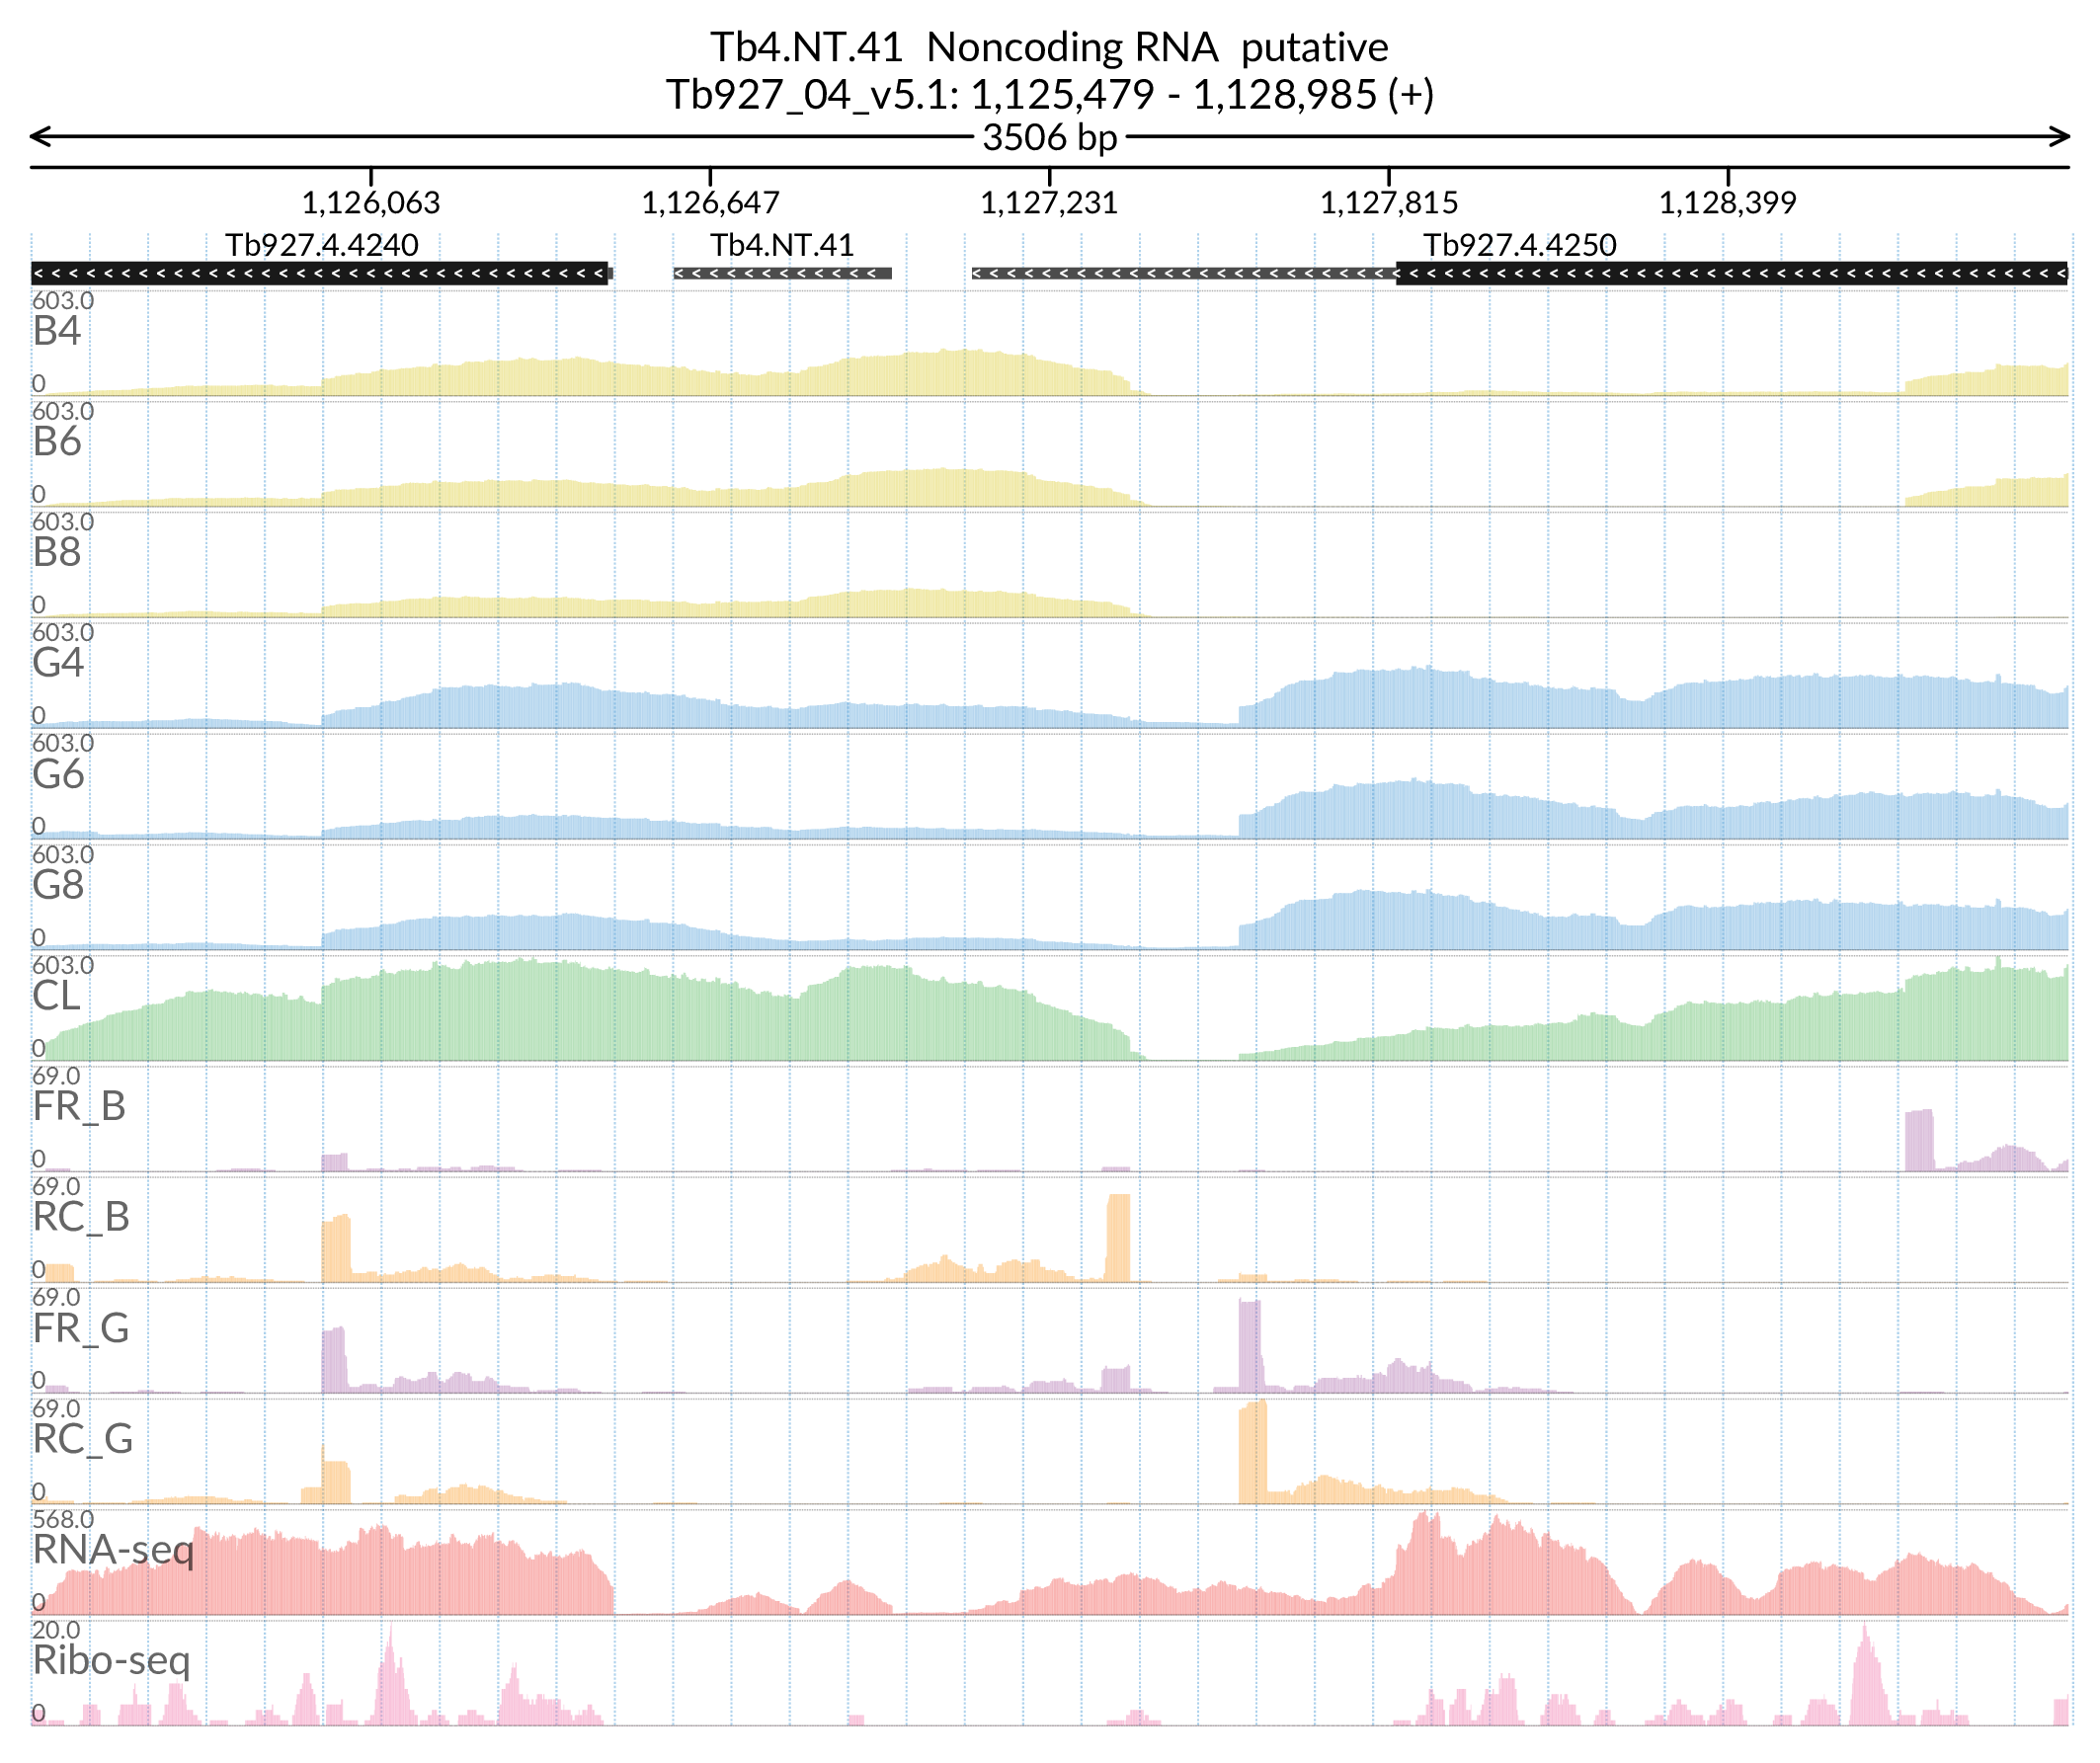 Tb4.NT.41 Noncoding RNA putative
Tb927_04_v5.1: 1,125,479 - 1,128,985 (+)
3506 bp
1,126,063 1,126,647 1,127,231 1,127,815 1,128,399
Tb927.4.4240 Tb4.NT.41 Tb927.4.4250
603.0
B4
0
603.0
B6
0
603.0
B8
0
603.0
G4
0
603.0
G6
0
603.0
G8
0
603.0
CL
0
69.0
FR_B
0
69.0
RC_B
0
69.0
FR_G
0
69.0
RC_G
0
568.0
RNA-seq
0
20.0
Ribo-seq
0